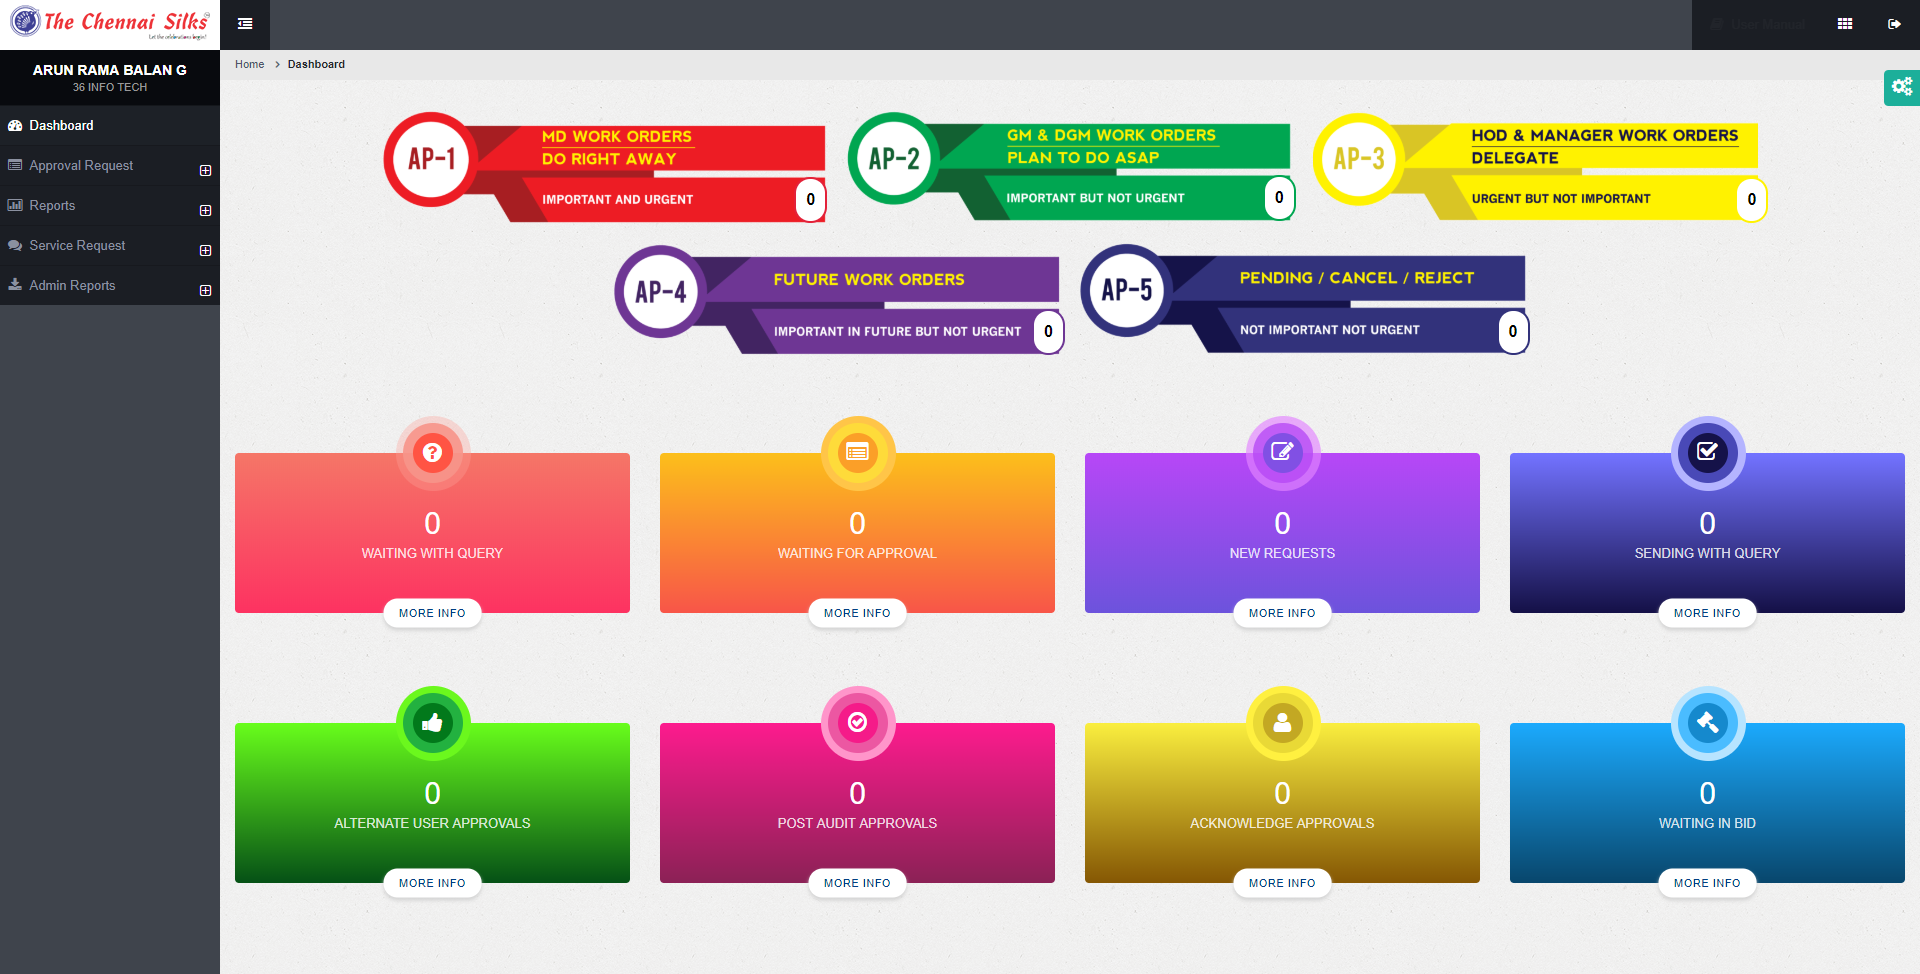 The Chennai Silks
Let the celebrations begin!
User Manual
ARUN RAMA BALAN G
36 INFO TECH
Dashboard
Approval Request
Reports
Service Request
Admin Reports
Home > Dashboard
AP-1
MD WORK ORDERS
DO RIGHT AWAY
IMPORTANT AND URGENT
0
AP-2
GM & DGM WORK ORDERS
PLAN TO DO ASAP
IMPORTANT BUT NOT URGENT
0
AP-3
HOD & MANAGER WORK ORDERS
DELEGATE
URGENT BUT NOT IMPORTANT
0
AP-4
FUTURE WORK ORDERS
IMPORTANT IN FUTURE BUT NOT URGENT
0
AP-5
PENDING / CANCEL / REJECT
NOT IMPORTANT NOT URGENT
0
0
WAITING WITH QUERY
MORE INFO
0
WAITING FOR APPROVAL
MORE INFO
0
NEW REQUESTS
MORE INFO
0
SENDING WITH QUERY
MORE INFO
0
ALTERNATE USER APPROVALS
MORE INFO
0
POST AUDIT APPROVALS
MORE INFO
0
ACKNOWLEDGE APPROVALS
MORE INFO
0
WAITING IN BID
MORE INFO